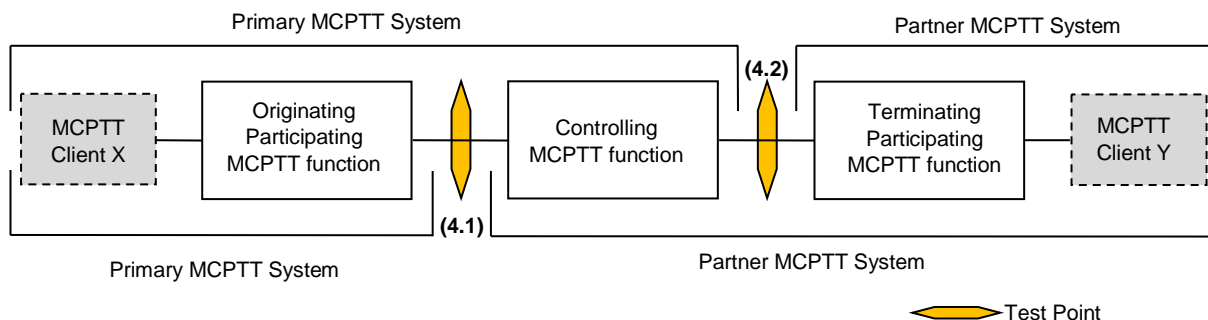 Primary MCPTT System
Partner MCPTT System
(4.2)
MCPTT
Client X
Originating
Participating
MCPTT function
Controlling
MCPTT function
Terminating
Participating
MCPTT function
MCPTT
Client Y
(4.1)
Primary MCPTT System
Partner MCPTT System
Test Point